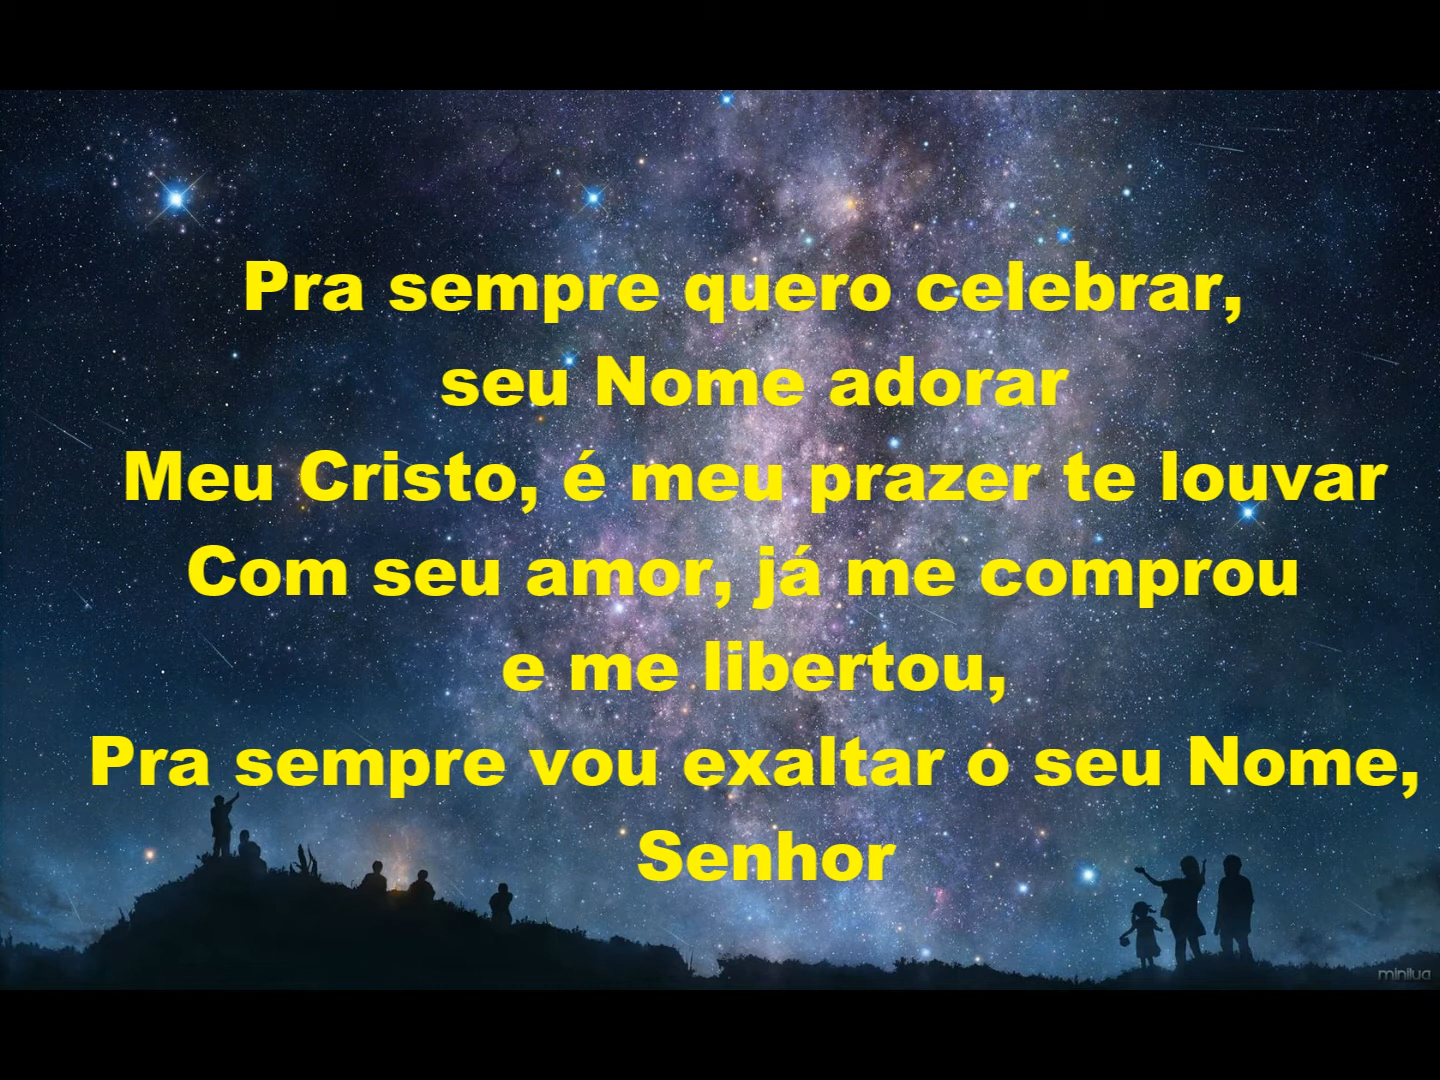 Pra sempre quero celebrar,
seu Nome adorar
Meu Cristo, é meu prazer te louvar
Com seu amor, já me comprou
e me libertou,
Pra sempre vou exaltar o seu Nome,
Senhor
minilua